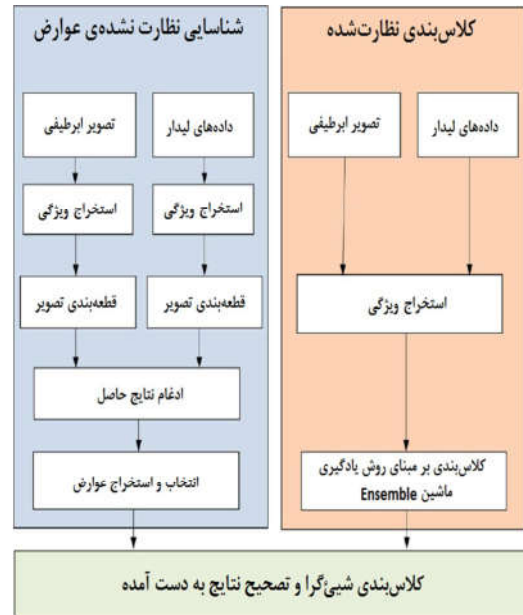 کلاس‌بندی نظارت‌شده
داده‌های لیدار
تصویر ابرطیفی
استخراج ویژگی
کلاس‌بندی بر مبنای روش یادگیری
ماشین Ensemble
شناسایی نظارت نشده‌ی عوارض
داده‌های لیدار
تصویر ابرطیفی
استخراج ویژگی
استخراج ویژگی
قطعه‌بندی تصویر
قطعه‌بندی تصویر
ادغام نتایج حاصل
انتخاب و استخراج عوارض
کلاس‌بندی شیئ‌گرا و تصحیح نتایج به دست آمده